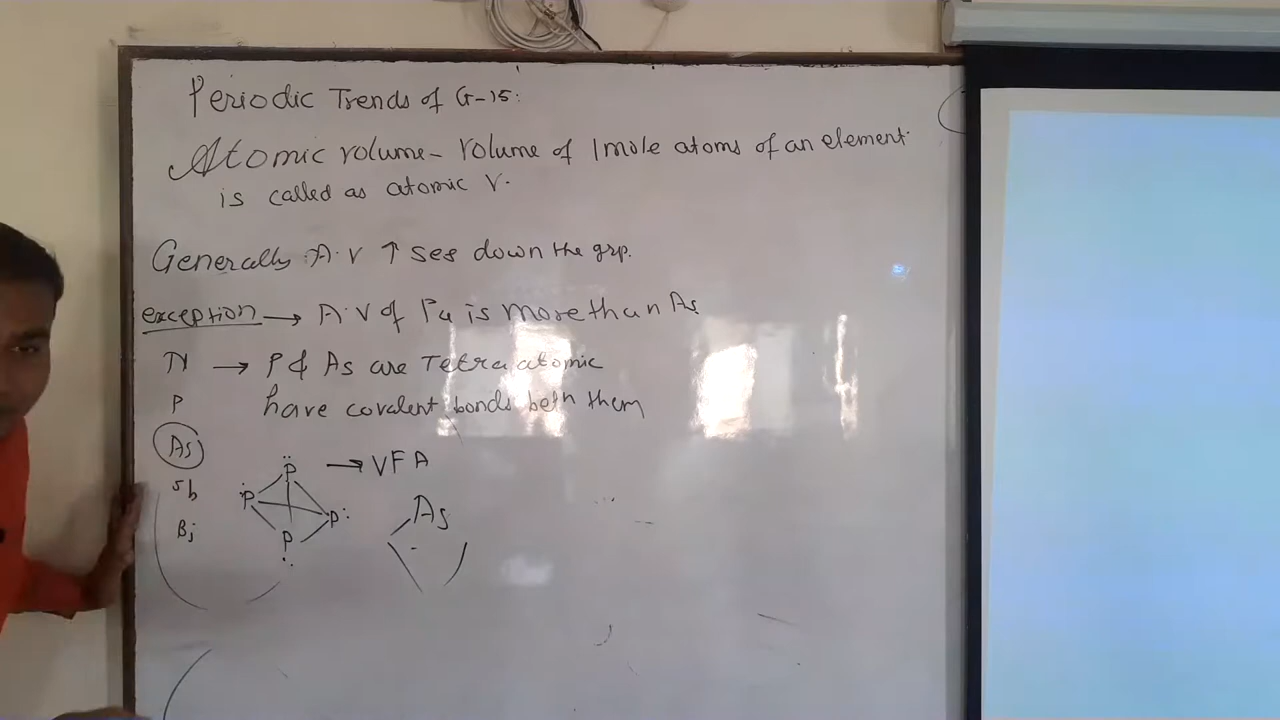 Periodic Trends of G-15:
Atomic volume - Volume of 1 mole atoms of an element
is called as atomic V.
Generally A.V ↑ ses down the grp.
exception → A.V of P4 is more than As
N → P & As are Tetra atomic
P have covalent bonds betn them
As
Sb
Bi
P → VFA
P
P:
P
As